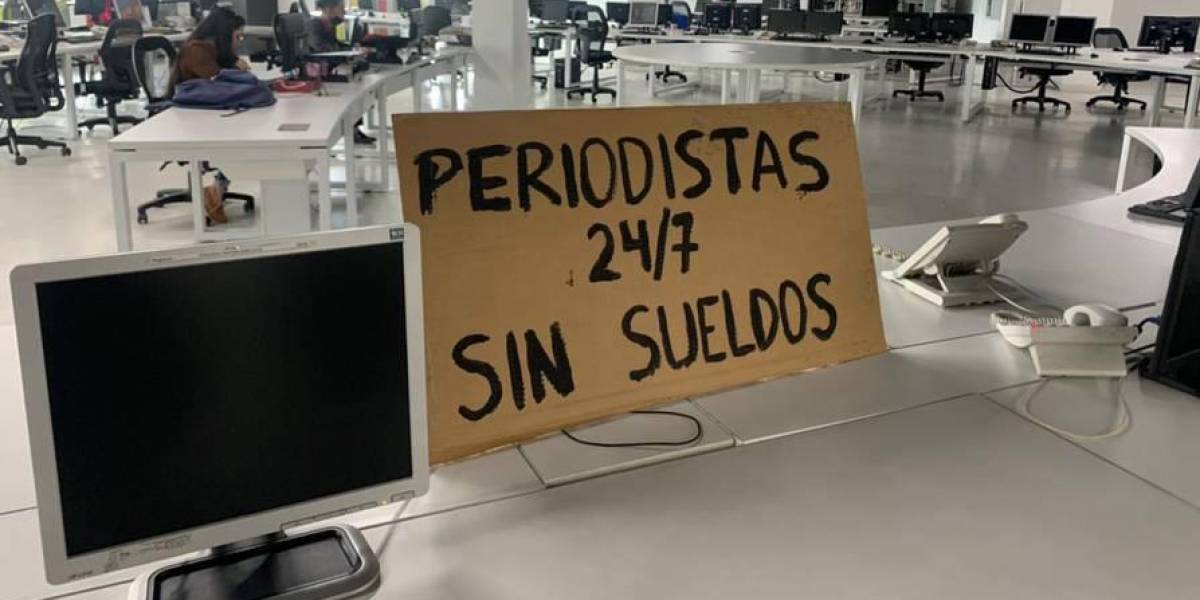 PERIODISTAS
24/7
SIN SUELDOS